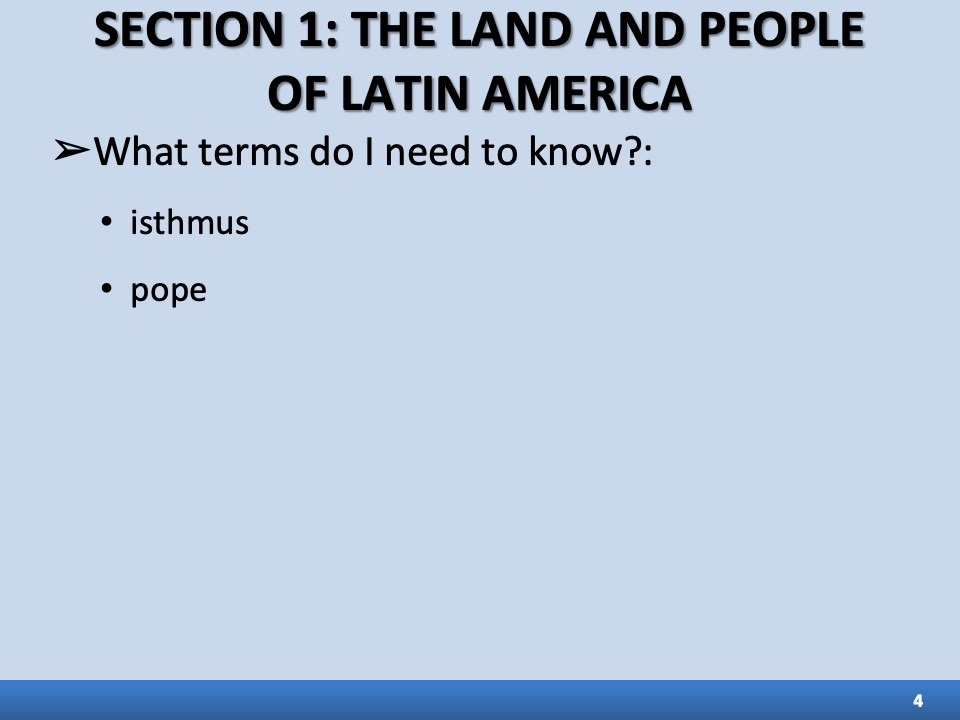 SECTION 1: THE LAND AND PEOPLE
OF LATIN AMERICA
➢What terms do I need to know?:
• isthmus
• pope
4